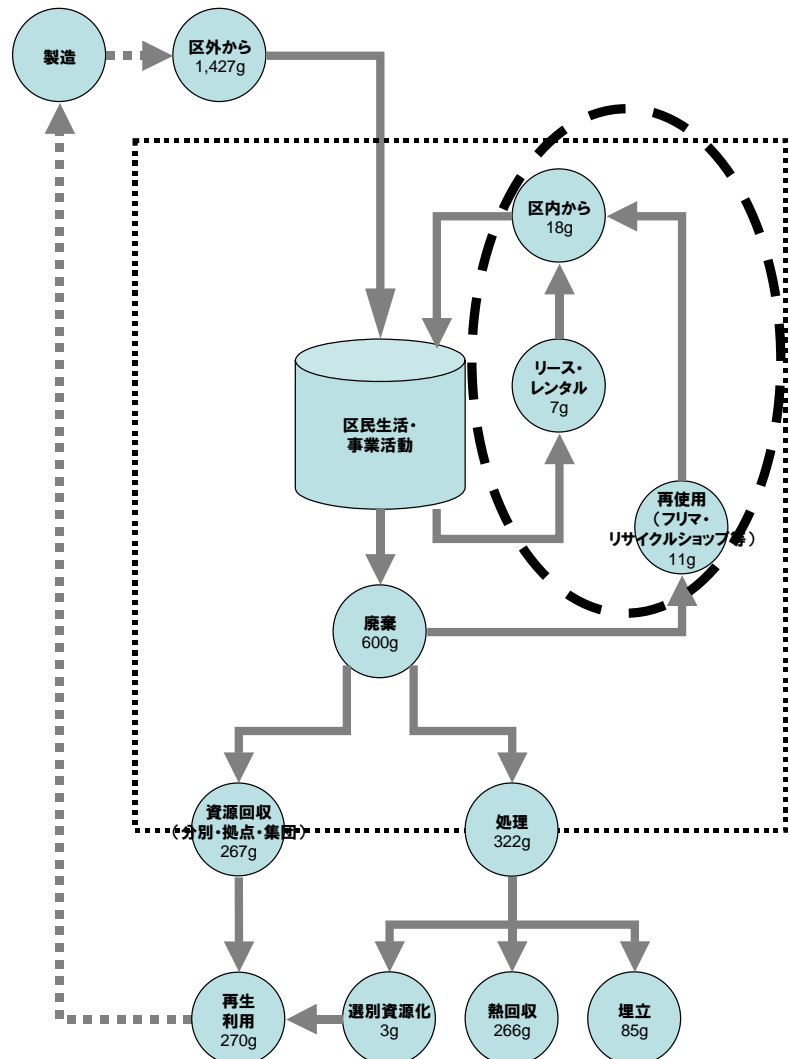 製造
区外から
1,427g
区内から
18g
リース・
レンタル
7g
区民生活・
事業活動
再使用
（フリマ・
リサイクルショップ等）
11g
廃棄
600g
資源回収
（分別・拠点・集団）
267g
処理
322g
再生
利用
270g
選別資源化
3g
熱回収
266g
埋立
85g